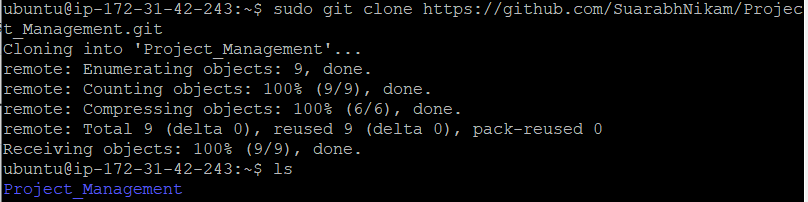 ubuntu@ip-172-31-42-243:~$ sudo git clone https://github.com/SuarabhNikam/Projec
t_Management.git
Cloning into 'Project_Management'...
remote: Enumerating objects: 9, done.
remote: Counting objects: 100% (9/9), done.
remote: Compressing objects: 100% (6/6), done.
remote: Total 9 (delta 0), reused 9 (delta 0), pack-reused 0
Receiving objects: 100% (9/9), done.
ubuntu@ip-172-31-42-243:~$ ls
Project_Management